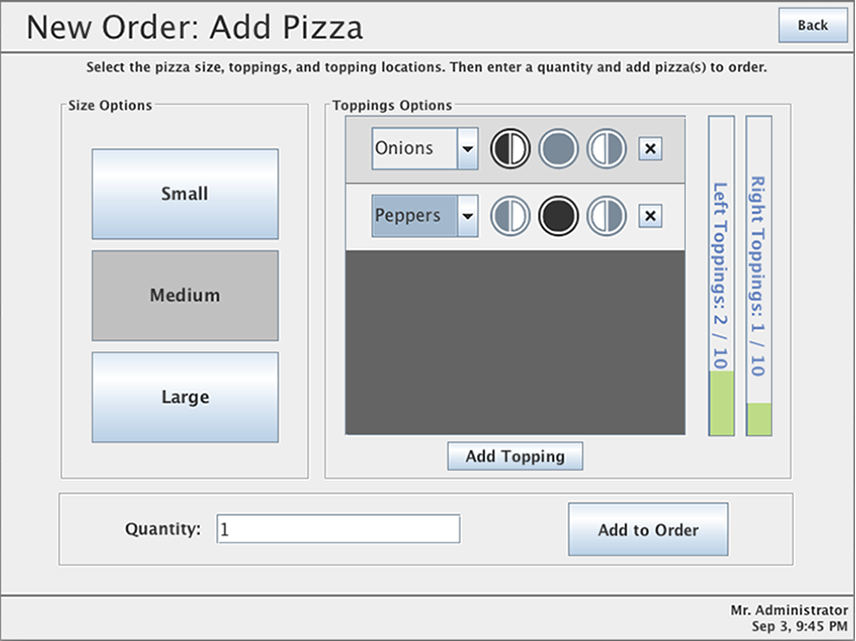 New Order: Add Pizza
Back
Select the pizza size, toppings, and topping locations. Then enter a quantity and add pizza(s) to order.
Size Options
Small
Medium
Large
Toppings Options
Onions
Peppers
Add Topping
Left Toppings: 2 / 10
Right Toppings: 1 / 10
Quantity: 1
Add to Order
Mr. Administrator
Sep 3, 9:45 PM